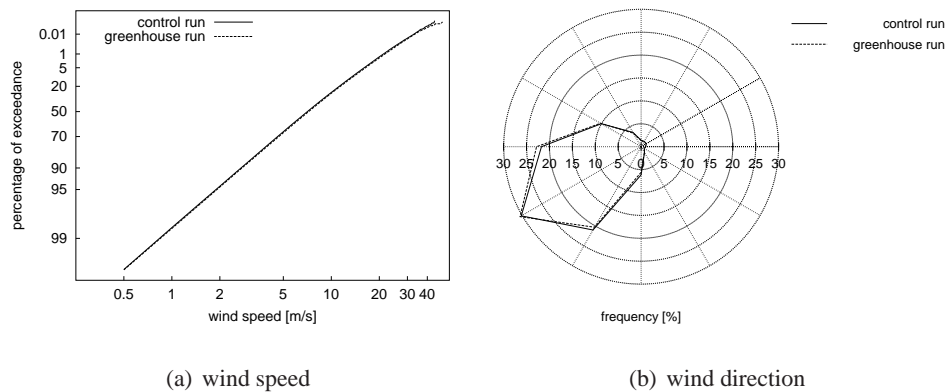 control run
greenhouse run
percentage of exceedance
0.01
1
5
20
50
70
90
95
99
0.5 1 2 5 10 20 30 40
wind speed [m/s]
(a) wind speed
control run
greenhouse run
30 25 20 15 10 5 0 5 10 15 20 25 30
frequency [%]
(b) wind direction